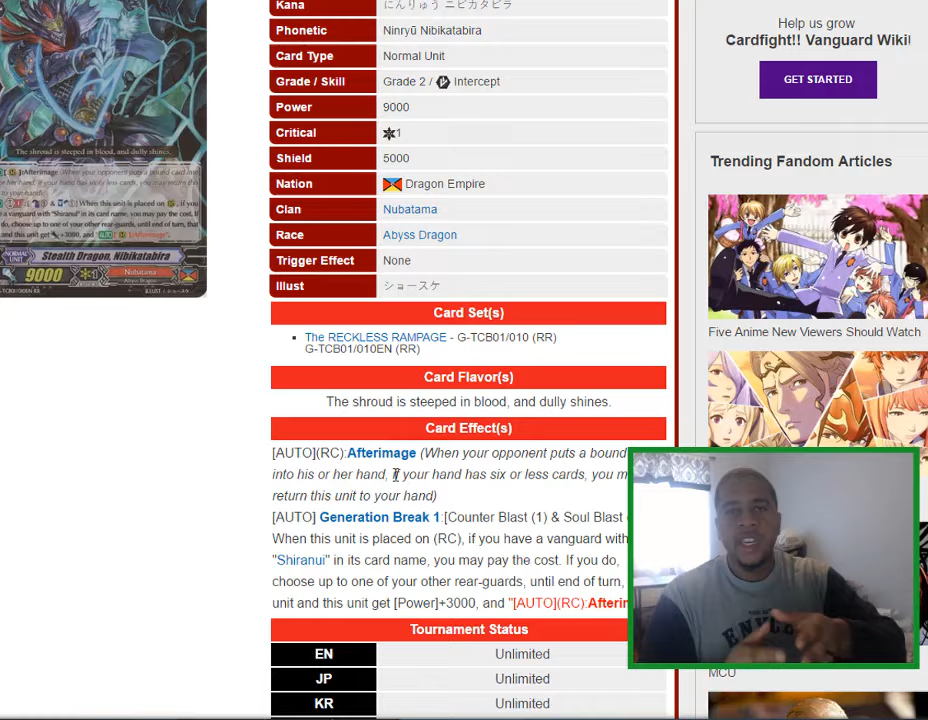 Kana にんりゅう ニビカタビラ
Phonetic Ninryū Nibikatabira
Card Type Normal Unit
Grade / Skill Grade 2 / Intercept
Power 9000
Critical 1
Shield 5000
Nation Dragon Empire
Clan Nubatama
Race Abyss Dragon
Trigger Effect None
Illust ショースケ
Card Set(s)
The RECKLESS RAMPAGE - G-TCB01/010 (RR)
G-TCB01/010EN (RR)
Card Flavor(s)
The shroud is steeped in blood, and dully shines.
Card Effect(s)
[AUTO](RC):Afterimage (When your opponent puts a bound
into his or her hand, if your hand has six or less cards, you m
return this unit to your hand)
[AUTO] Generation Break 1:[Counter Blast (1) & Soul Blast
When this unit is placed on (RC), if you have a vanguard with
"Shiranui" in its card name, you may pay the cost. If you do,
choose up to one of your other rear-guards, until end of turn,
unit and this unit get [Power]+3000, and "[AUTO](RC):Afterim
Tournament Status
EN Unlimited
JP Unlimited
KR Unlimited
The shroud is steeped in blood, and dully shines.
Stealth Dragon, Nibikatabira
9000 1 Nubatama
Abyss Dragon
Help us grow
Cardfight!! Vanguard Wiki!
GET STARTED
Trending Fandom Articles
Five Anime New Viewers Should Watch
MCU